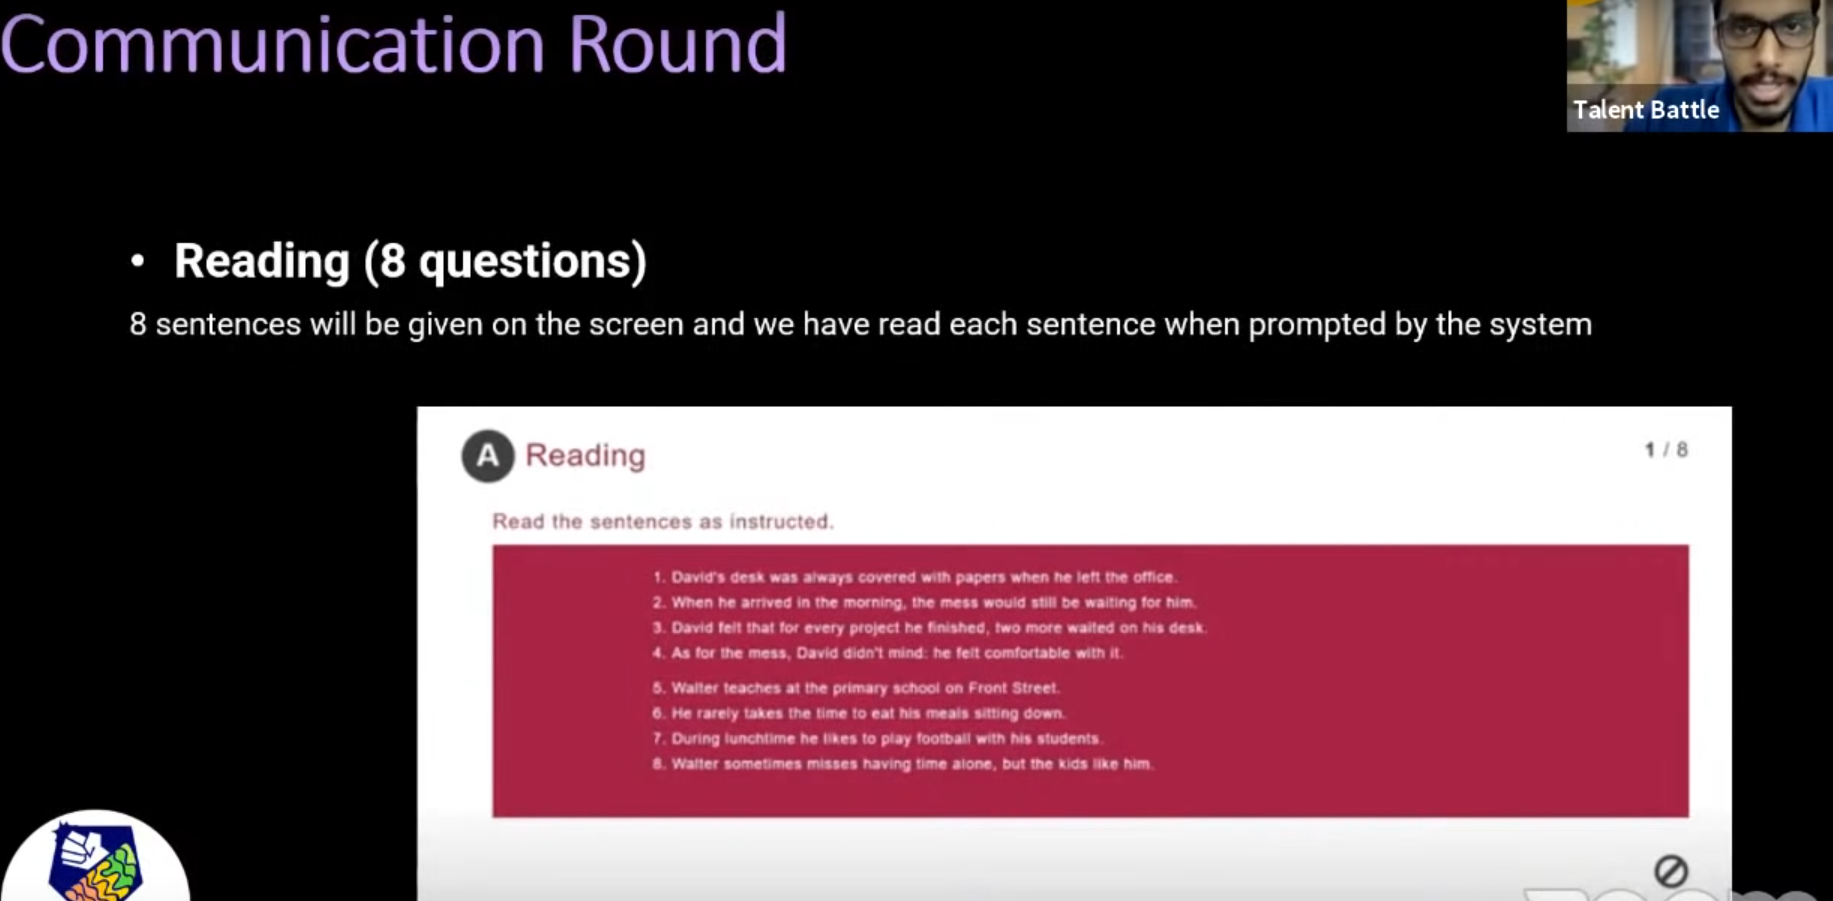 Communication Round
Talent Battle
• Reading (8 questions)
8 sentences will be given on the screen and we have read each sentence when prompted by the system
A Reading
1 / 8
Read the sentences as instructed.
1. David's desk was always covered with papers when he left the office.
2. When he arrived in the morning, the mess would still be waiting for him.
3. David felt that for every project he finished, two more waited on his desk.
4. As for the mess, David didn't mind: he felt comfortable with it.
5. Walter teaches at the primary school on Front Street.
6. He rarely takes the time to eat his meals sitting down.
7. During lunchtime he likes to play football with his students.
8. Walter sometimes misses having time alone, but the kids like him.